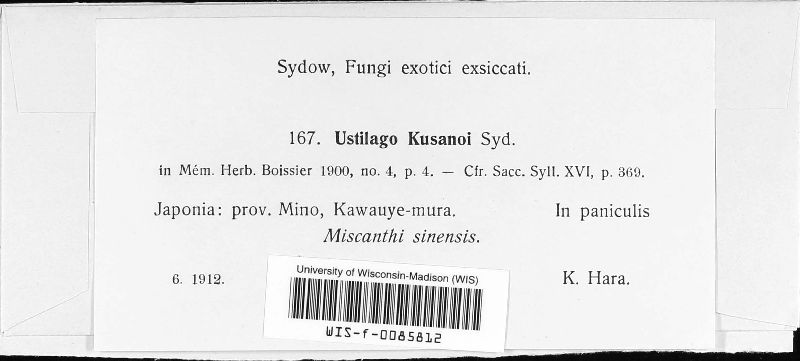 Sydow, Fungi exotici exsiccati.
167. Ustilago Kusanoi Syd.
in Mém. Herb. Boissier 1900, no. 4, p. 4. — Cfr. Sacc. Syll. XVI, p. 369.
Japonia: prov. Mino, Kawauye-mura. In paniculis
Miscanthi sinensis.
6. 1912. K. Hara.
University of Wisconsin-Madison (WIS)
WIS-f-0085812